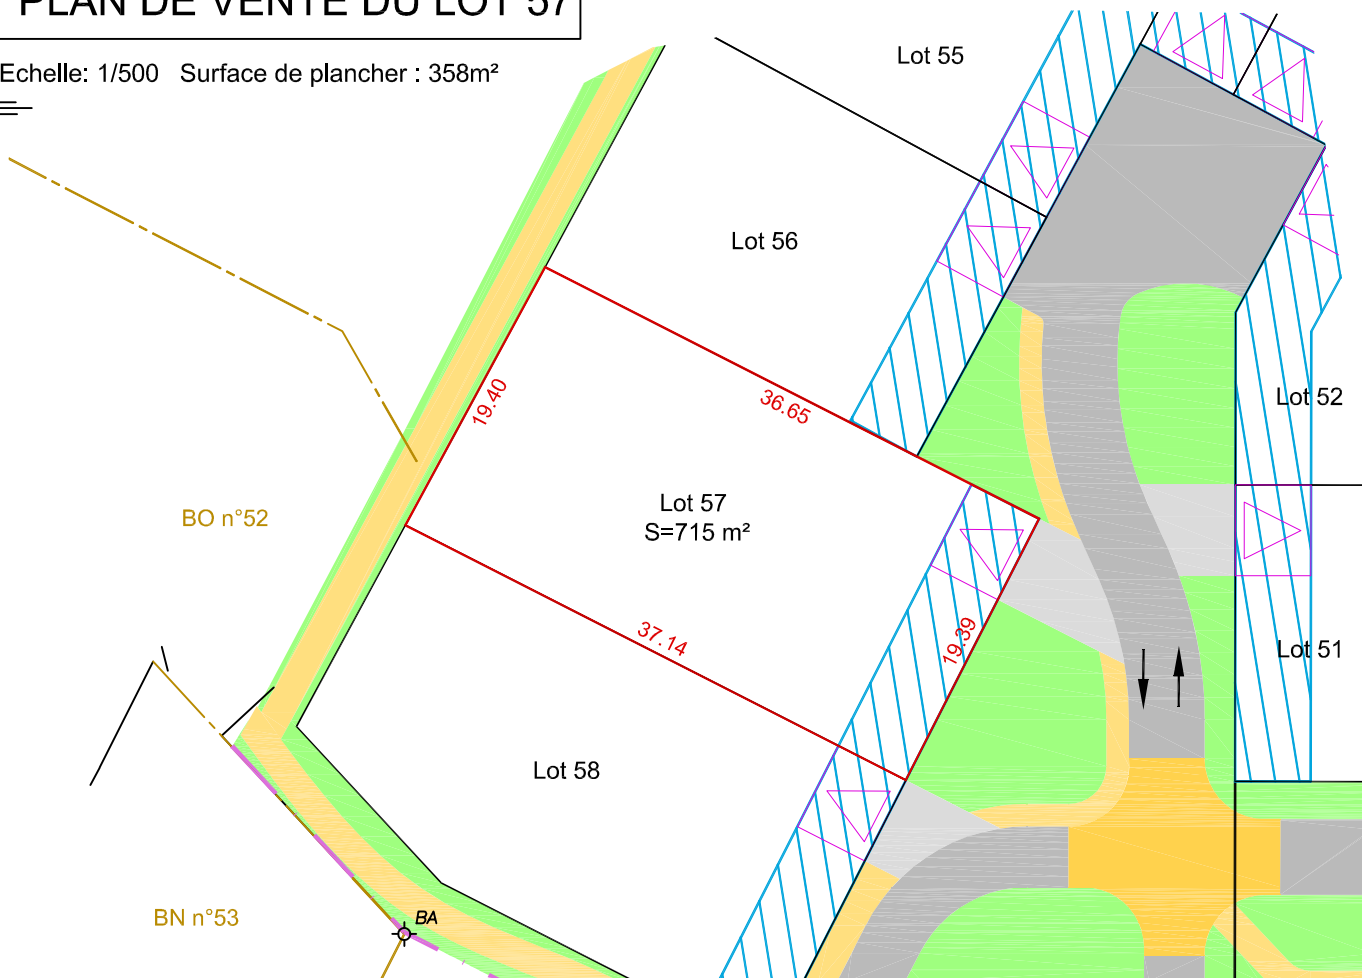 PLAN DE VENTE DU LOT 57
Echelle: 1/500 Surface de plancher : 358m²
Lot 55
Lot 56
19.40
36.65
Lot 52
Lot 57
S=715 m²
BO n°52
37.14
19.39
Lot 51
Lot 58
BN n°53
BA